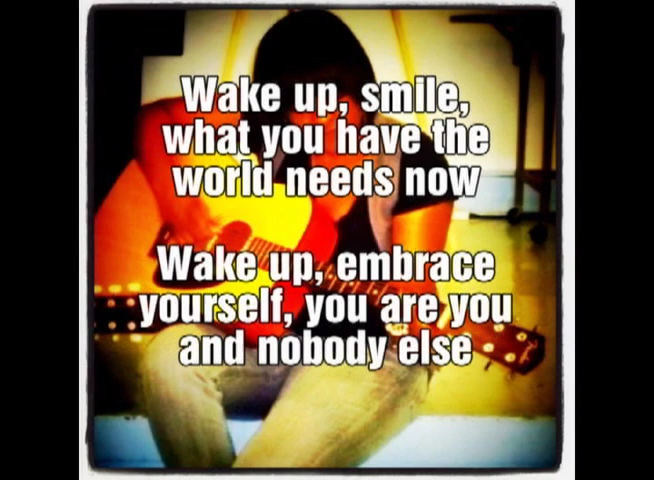 Wake up, smile,
what you have the
world needs now
Wake up, embrace
yourself, you are you
and nobody else